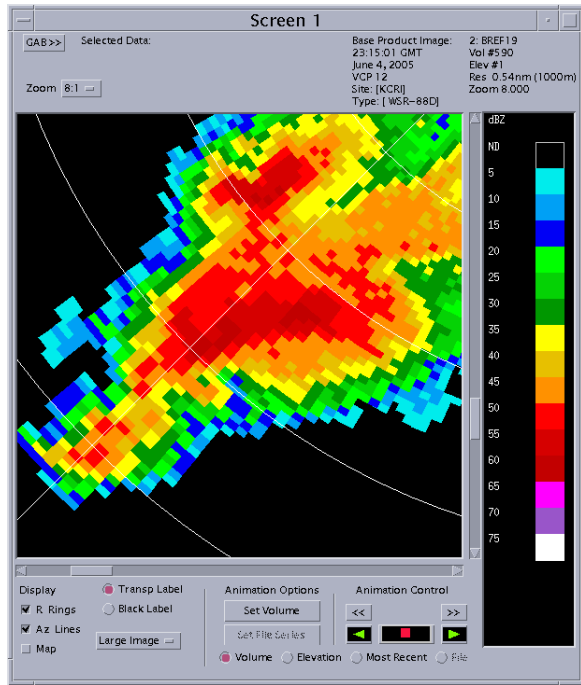 Screen 1
GAB>>
Selected Data:
Base Product Image:
23:15:01 GMT
June 4, 2005
VCP 12
Site: [KCRI]
Type: [ WSR-88D]
2: BREF19
Vol #590
Elev #1
Res 0.54nm (1000m)
Zoom 8.000
Zoom 8:1
dBZ
ND
5
10
15
20
25
30
35
40
45
50
55
60
65
70
75
Display
R Rings
Az Lines
Map
Transp Label
Black Label
Large Image
Animation Options
Set Volume
Set File Series
Animation Control
<<
>>
Volume
Elevation
Most Recent
File